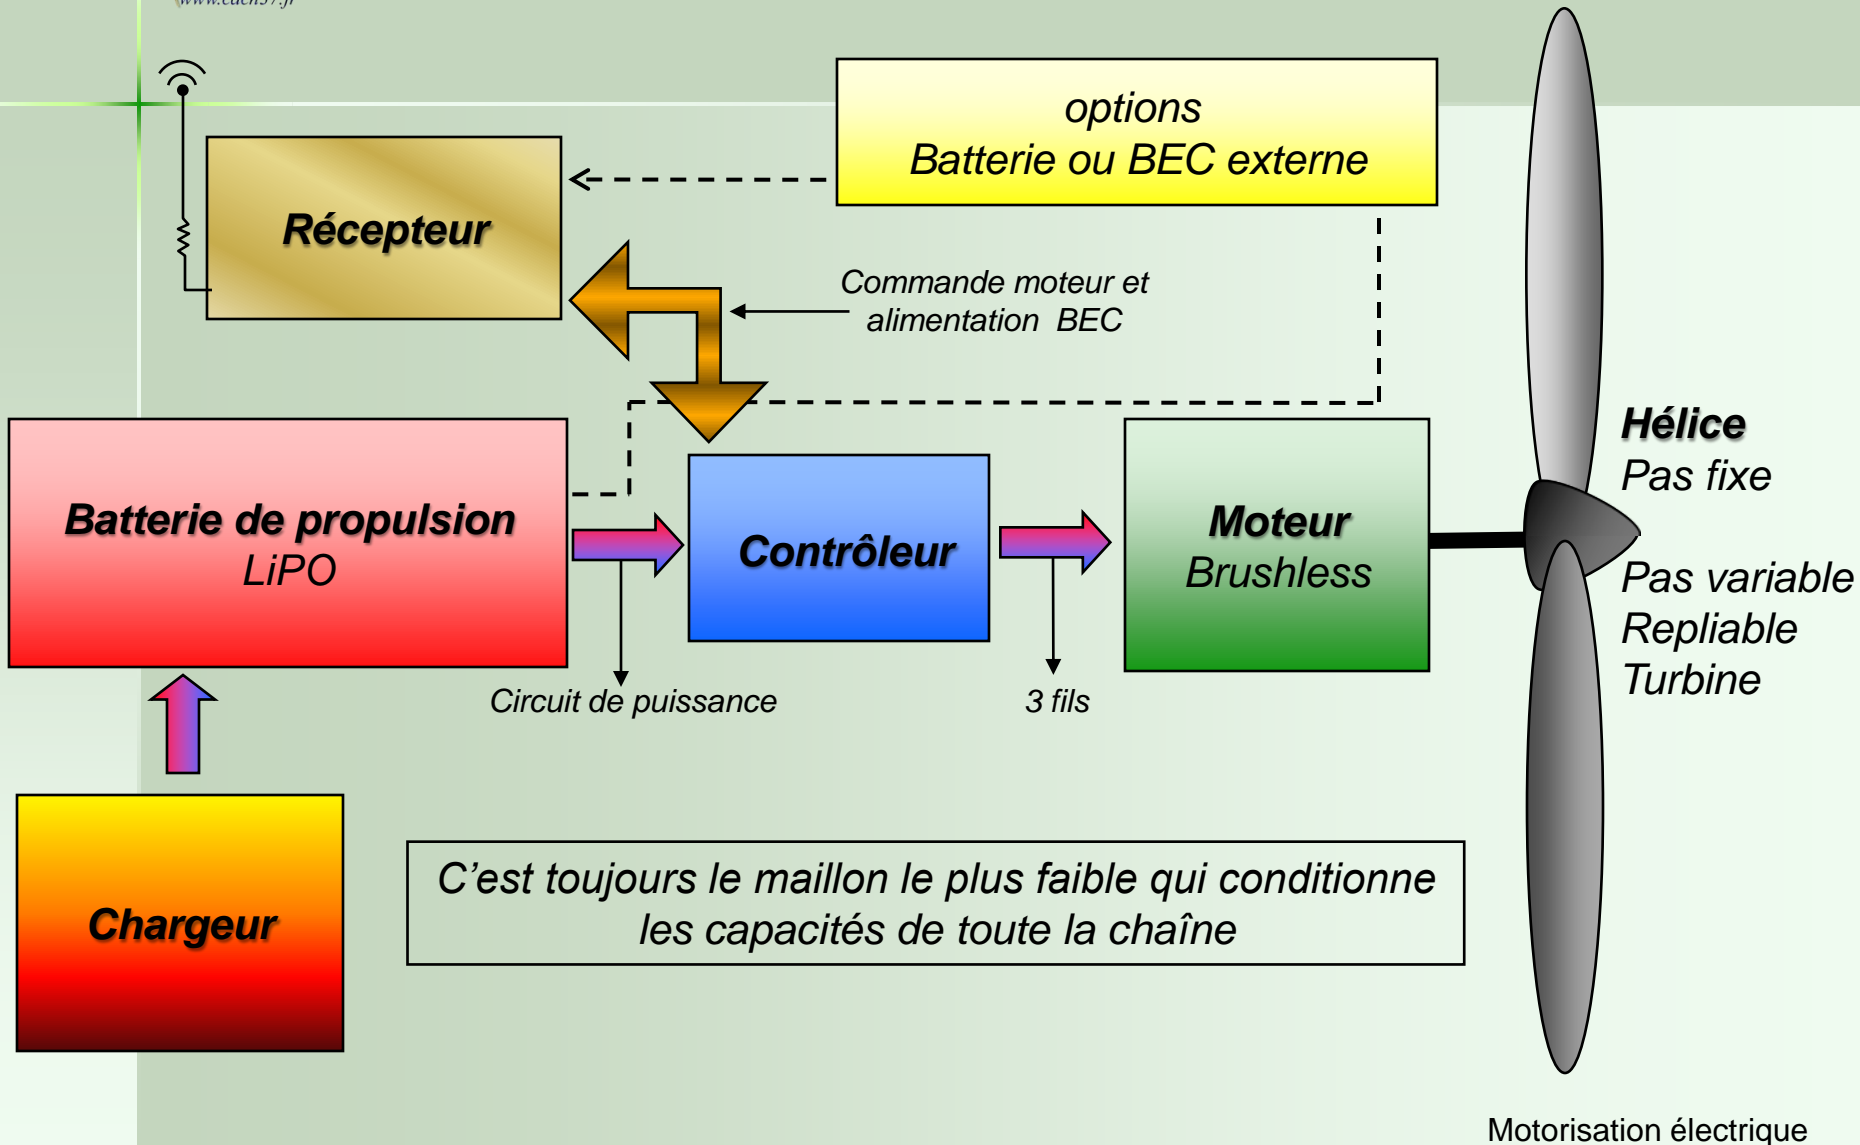 options
Batterie ou BEC externe
Récepteur
Commande moteur et
alimentation BEC
Batterie de propulsion
LiPO
Contrôleur
Moteur
Brushless
Hélice
Pas fixe
Pas variable
Repliable
Turbine
Circuit de puissance
3 fils
Chargeur
C’est toujours le maillon le plus faible qui conditionne
les capacités de toute la chaîne
Motorisation électrique